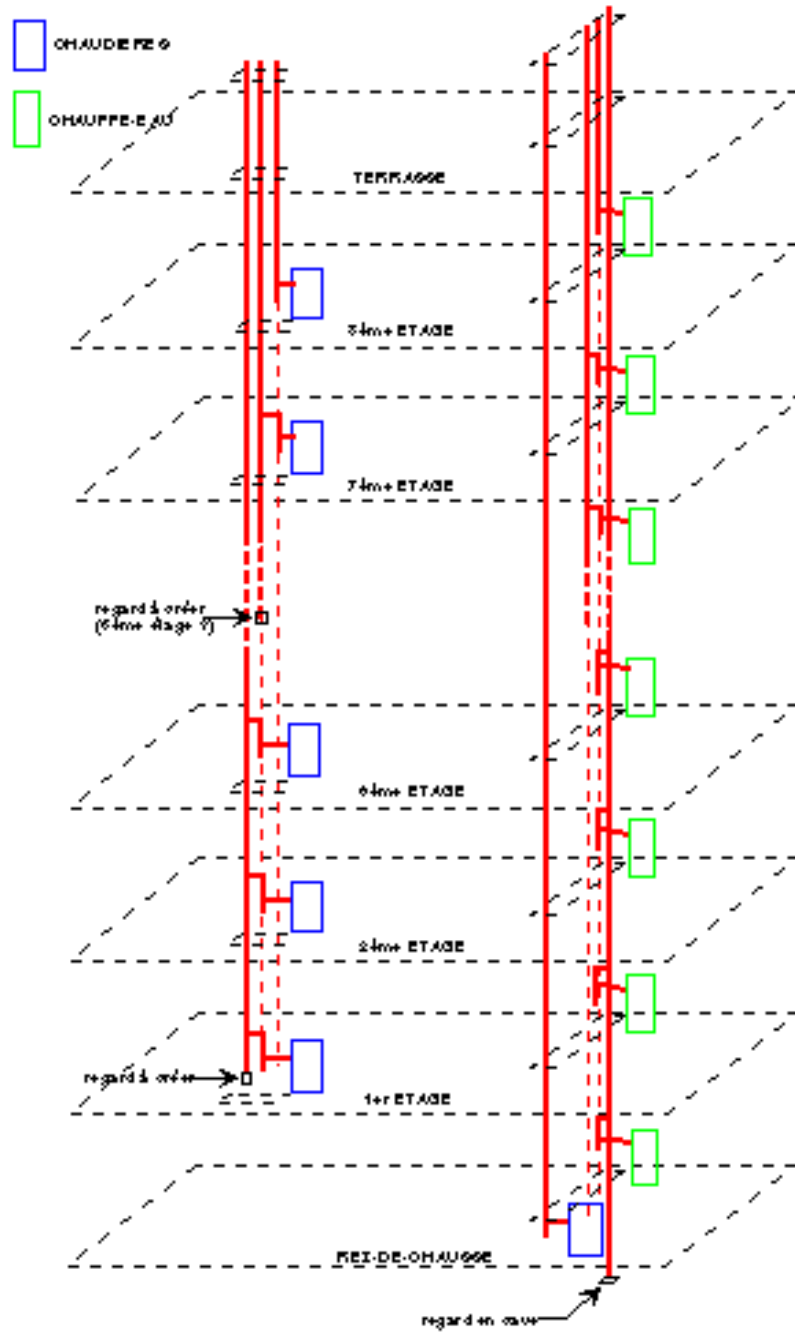 CHAUDIERES
CHAUFFE-EAU
TERRASSE
8ème ETAGE
7ème ETAGE
regard à créer
(6ème étage ?)
ETAGE
2ème ETAGE
regard à créer
1er ETAGE
REZ-DE-CHAUSSE
regard en cave